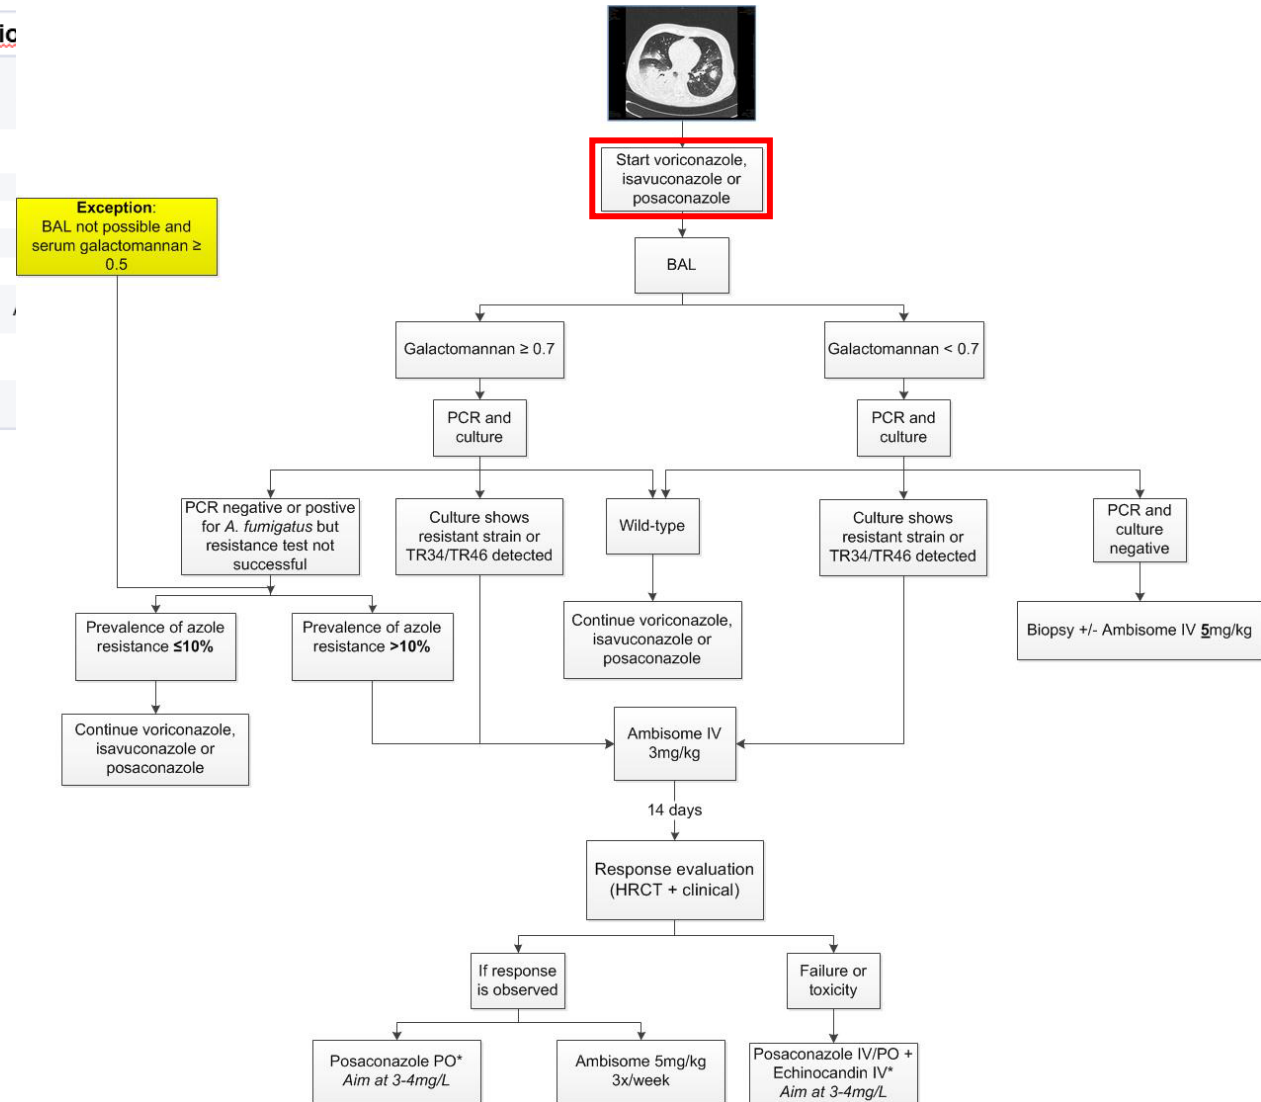 Start voriconazole,
isavuconazole or
posaconazole
Exception:
BAL not possible and
serum galactomannan ≥
0.5
BAL
Galactomannan ≥ 0.7
Galactomannan < 0.7
PCR and
culture
PCR and
culture
PCR negative or postive
for A. fumigatus but
resistance test not
successful
Culture shows
resistant strain or
TR34/TR46 detected
Wild-type
Culture shows
resistant strain or
TR34/TR46 detected
PCR and
culture
negative
Prevalence of azole
resistance ≤10%
Prevalence of azole
resistance >10%
Continue voriconazole,
isavuconazole or
posaconazole
Biopsy +/- Ambisome IV 5mg/kg
Continue voriconazole,
isavuconazole or
posaconazole
Ambisome IV
3mg/kg
14 days
Response evaluation
(HRCT + clinical)
If response
is observed
Failure or
toxicity
Posaconazole PO*
Aim at 3-4mg/L
Ambisome 5mg/kg
3x/week
Posaconazole IV/PO +
Echinocandin IV*
Aim at 3-4mg/L